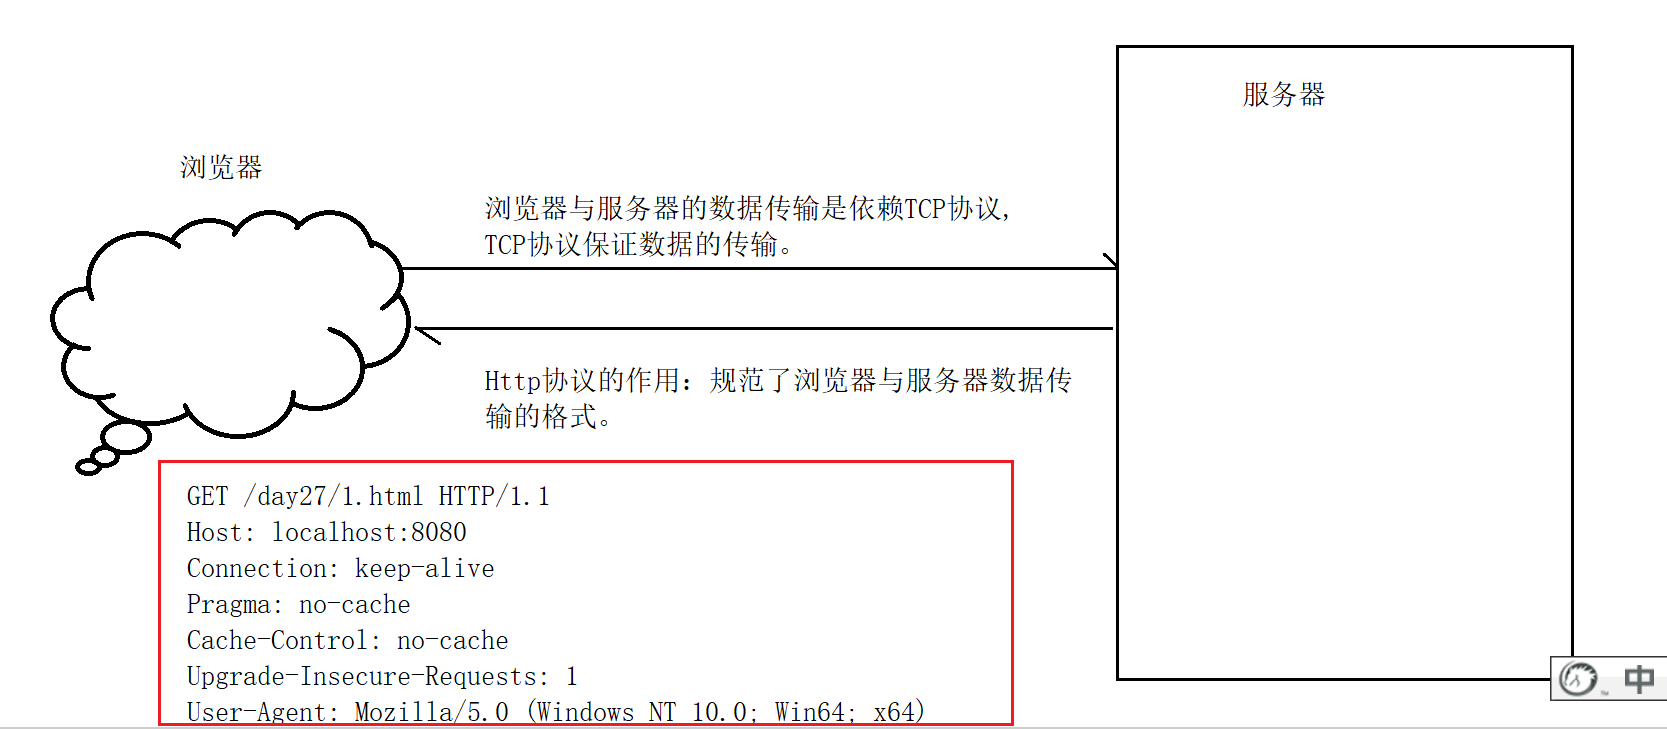 服务器
浏览器
浏览器与服务器的数据传输是依赖TCP协议,
TCP协议保证数据的传输。
Http协议的作用：规范了浏览器与服务器数据传
输的格式。
GET /day27/1.html HTTP/1.1
Host: localhost:8080
Connection: keep-alive
Pragma: no-cache
Cache-Control: no-cache
Upgrade-Insecure-Requests: 1
User-Agent: Mozilla/5.0 (Windows NT 10.0; Win64; x64)
中